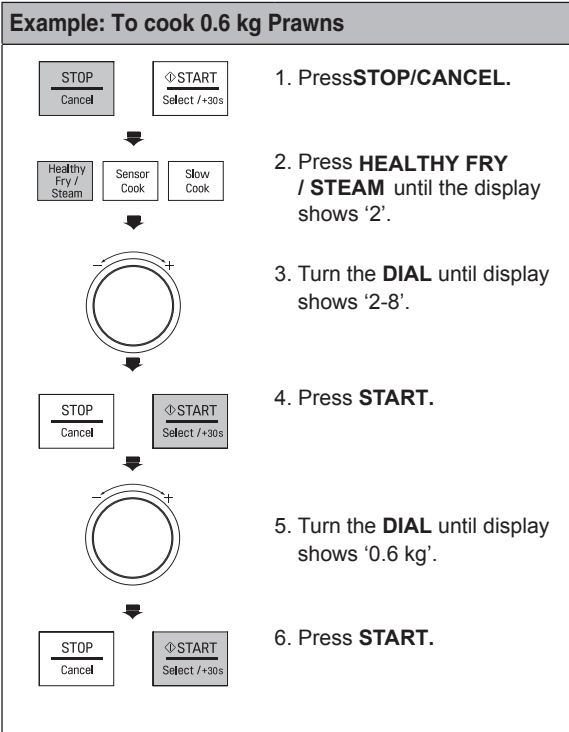 Example: To cook 0.6 kg Prawns
STOP
Cancel
START
Select /+30s
1. PressSTOP/CANCEL.
Healthy
Fry /
Steam
Sensor
Cook
Slow
Cook
2. Press HEALTHY FRY
/ STEAM until the display
shows ‘2’.
− +
3. Turn the DIAL until display
shows ‘2-8’.
STOP
Cancel
START
Select /+30s
4. Press START.
− +
5. Turn the DIAL until display
shows ‘0.6 kg’.
STOP
Cancel
START
Select /+30s
6. Press START.